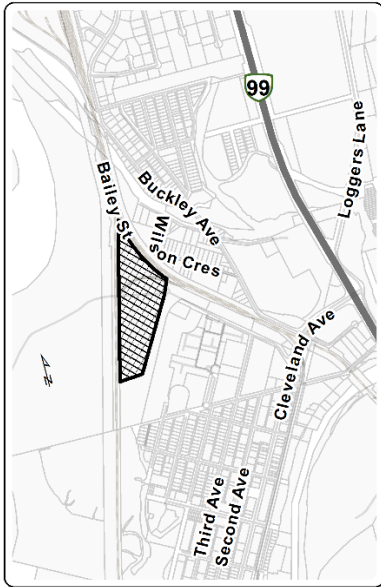 99
Loggers Lane
Bailey St
Buckley Ave
Wilson Cres
Cleveland Ave
Third Ave
Second Ave
N